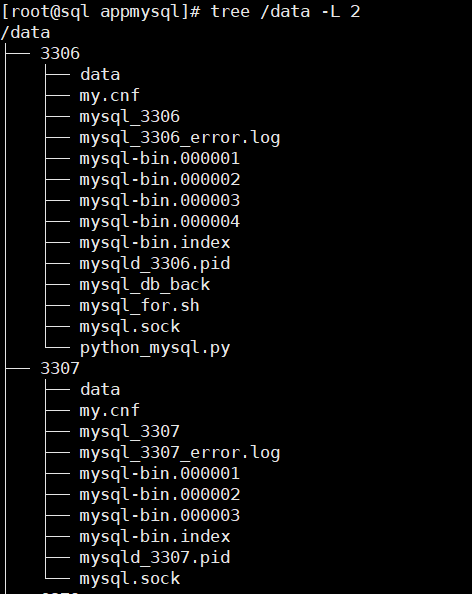 [root@sql appmysql]# tree /data -L 2
/data
├── 3306
│   ├── data
│   ├── my.cnf
│   ├── mysql_3306
│   ├── mysql_3306_error.log
│   ├── mysql-bin.000001
│   ├── mysql-bin.000002
│   ├── mysql-bin.000003
│   ├── mysql-bin.000004
│   ├── mysql-bin.index
│   ├── mysqld_3306.pid
│   ├── mysql_db_back
│   ├── mysql_for.sh
│   ├── mysql.sock
│   └── python_mysql.py
├── 3307
│   ├── data
│   ├── my.cnf
│   ├── mysql_3307
│   ├── mysql_3307_error.log
│   ├── mysql-bin.000001
│   ├── mysql-bin.000002
│   ├── mysql-bin.000003
│   ├── mysql-bin.index
│   ├── mysqld_3307.pid
│   └── mysql.sock